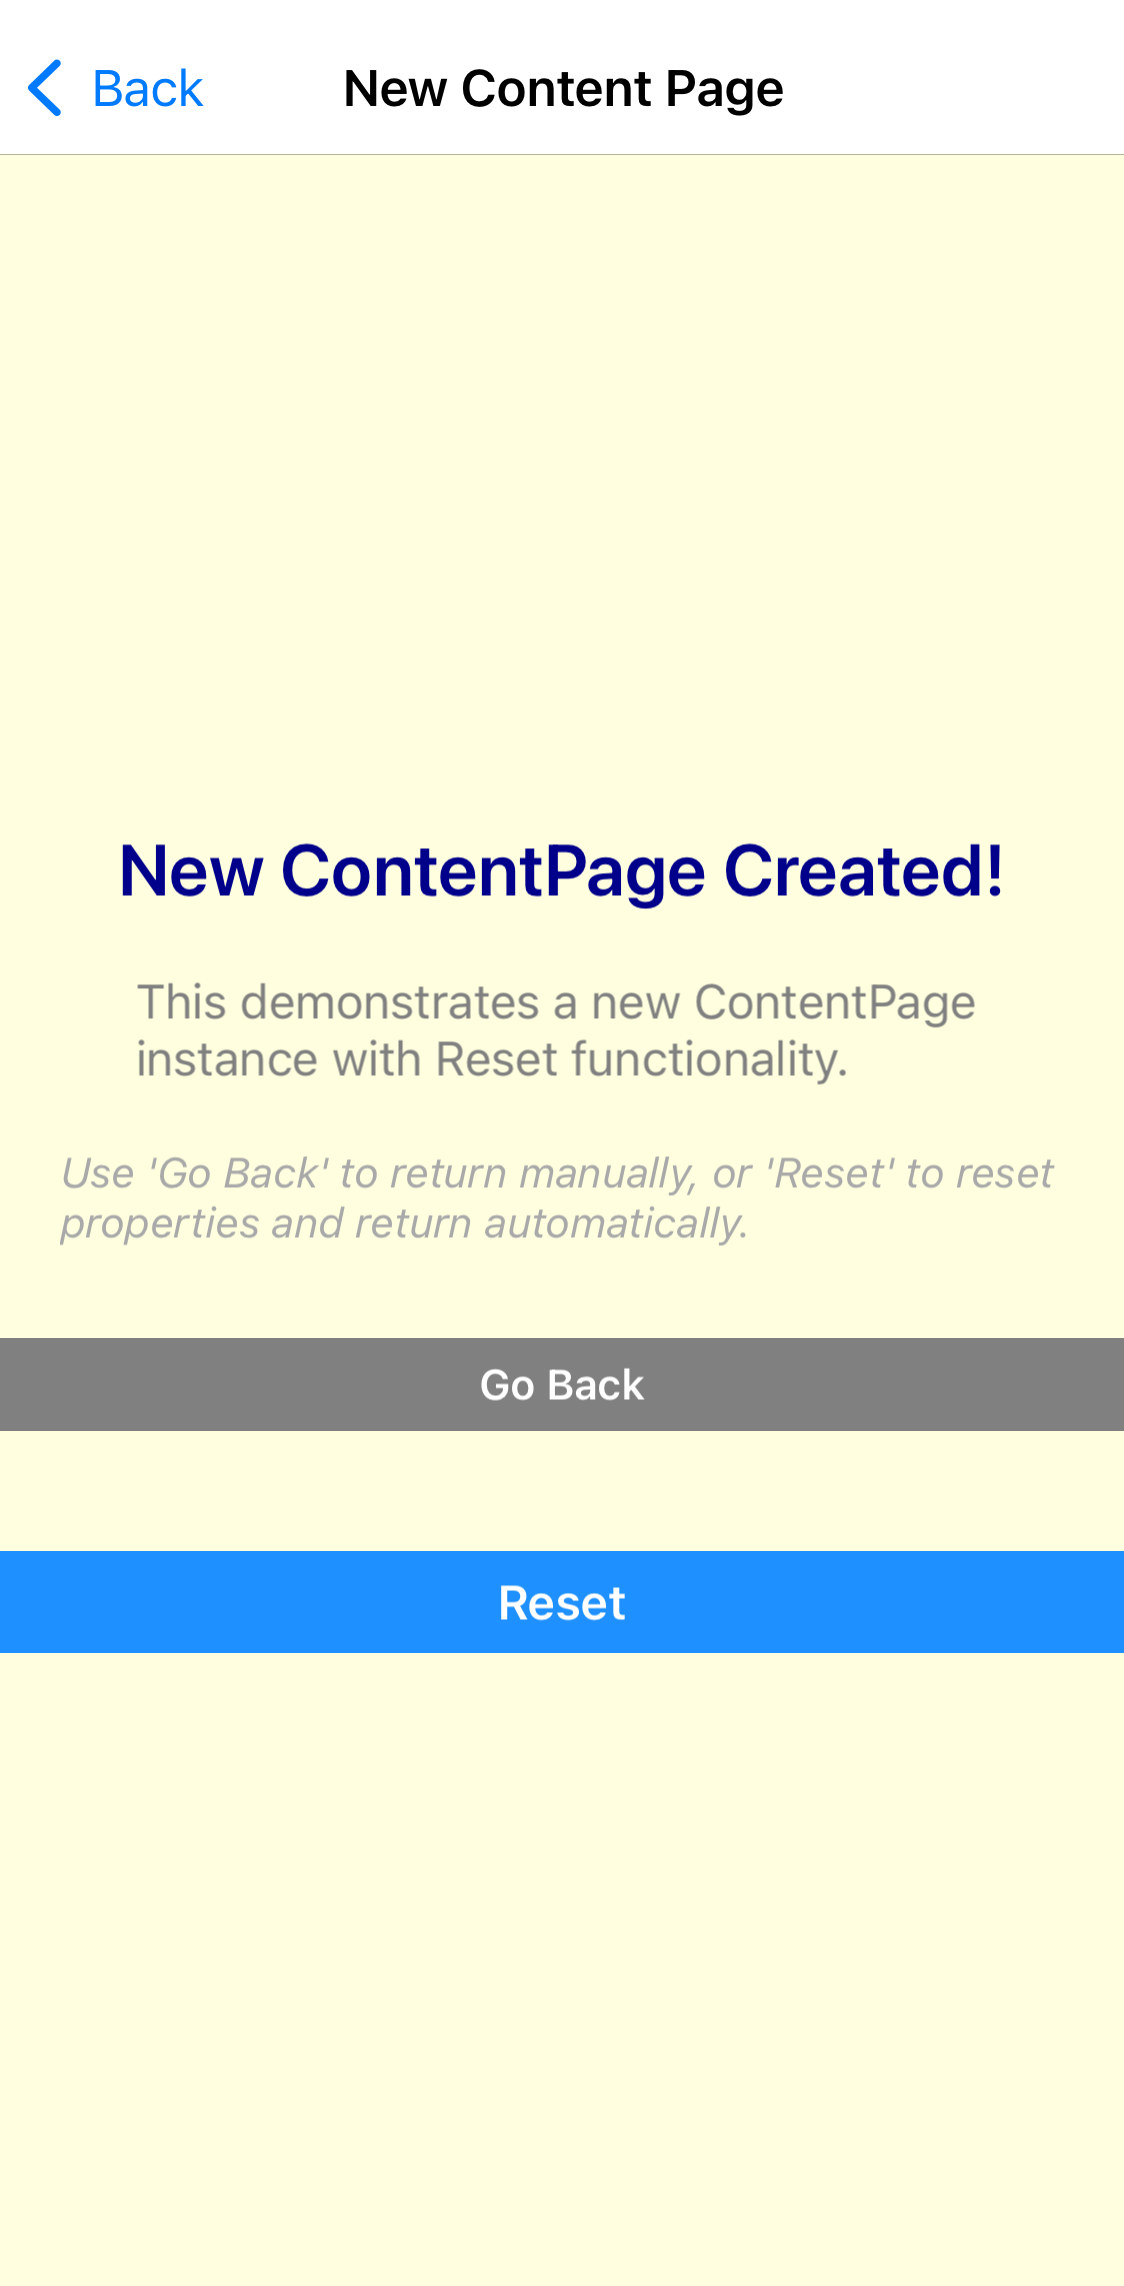 Back
New Content Page
New ContentPage Created!
This demonstrates a new ContentPage
instance with Reset functionality.
Use 'Go Back' to return manually, or 'Reset' to reset
properties and return automatically.
Go Back
Reset